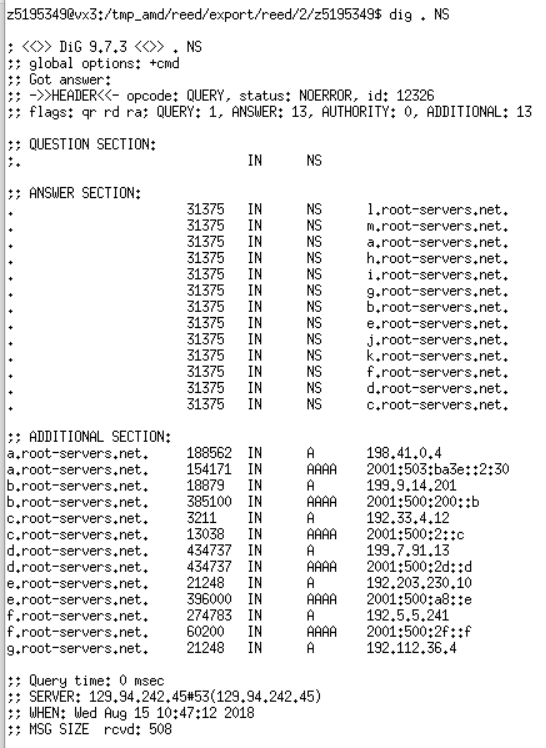 z5195349@vx3:/tmp_amd/reed/export/reed/2/z5195349$ dig . NS
; <<>> DiG 9.7.3 <<>> . NS
;; global options: +cmd
;; Got answer:
;; ->>HEADER<<- opcode: QUERY, status: NOERROR, id: 12326
;; flags: qr rd ra; QUERY: 1, ANSWER: 13, AUTHORITY: 0, ADDITIONAL: 13
;; QUESTION SECTION:
;. IN NS
;; ANSWER SECTION:
. 31375 IN NS l.root-servers.net.
. 31375 IN NS m.root-servers.net.
. 31375 IN NS a.root-servers.net.
. 31375 IN NS h.root-servers.net.
. 31375 IN NS i.root-servers.net.
. 31375 IN NS g.root-servers.net.
. 31375 IN NS b.root-servers.net.
. 31375 IN NS e.root-servers.net.
. 31375 IN NS j.root-servers.net.
. 31375 IN NS k.root-servers.net.
. 31375 IN NS f.root-servers.net.
. 31375 IN NS d.root-servers.net.
. 31375 IN NS c.root-servers.net.
;; ADDITIONAL SECTION:
a.root-servers.net. 188562 IN A 198.41.0.4
a.root-servers.net. 154171 IN AAAA 2001:503:ba3e::2:30
b.root-servers.net. 18879 IN A 199.9.14.201
b.root-servers.net. 385100 IN AAAA 2001:500:200::b
c.root-servers.net. 3211 IN A 192.33.4.12
c.root-servers.net. 13038 IN AAAA 2001:500:2::c
d.root-servers.net. 434737 IN A 199.7.91.13
d.root-servers.net. 434737 IN AAAA 2001:500:2d::d
e.root-servers.net. 21248 IN A 192.203.230.10
e.root-servers.net. 396000 IN AAAA 2001:500:a8::e
f.root-servers.net. 274783 IN A 192.5.5.241
f.root-servers.net. 60200 IN AAAA 2001:500:2f::f
g.root-servers.net. 21248 IN A 192.112.36.4
;; Query time: 0 msec
;; SERVER: 129.94.242.45#53(129.94.242.45)
;; WHEN: Wed Aug 15 10:47:12 2018
;; MSG SIZE rcvd: 508